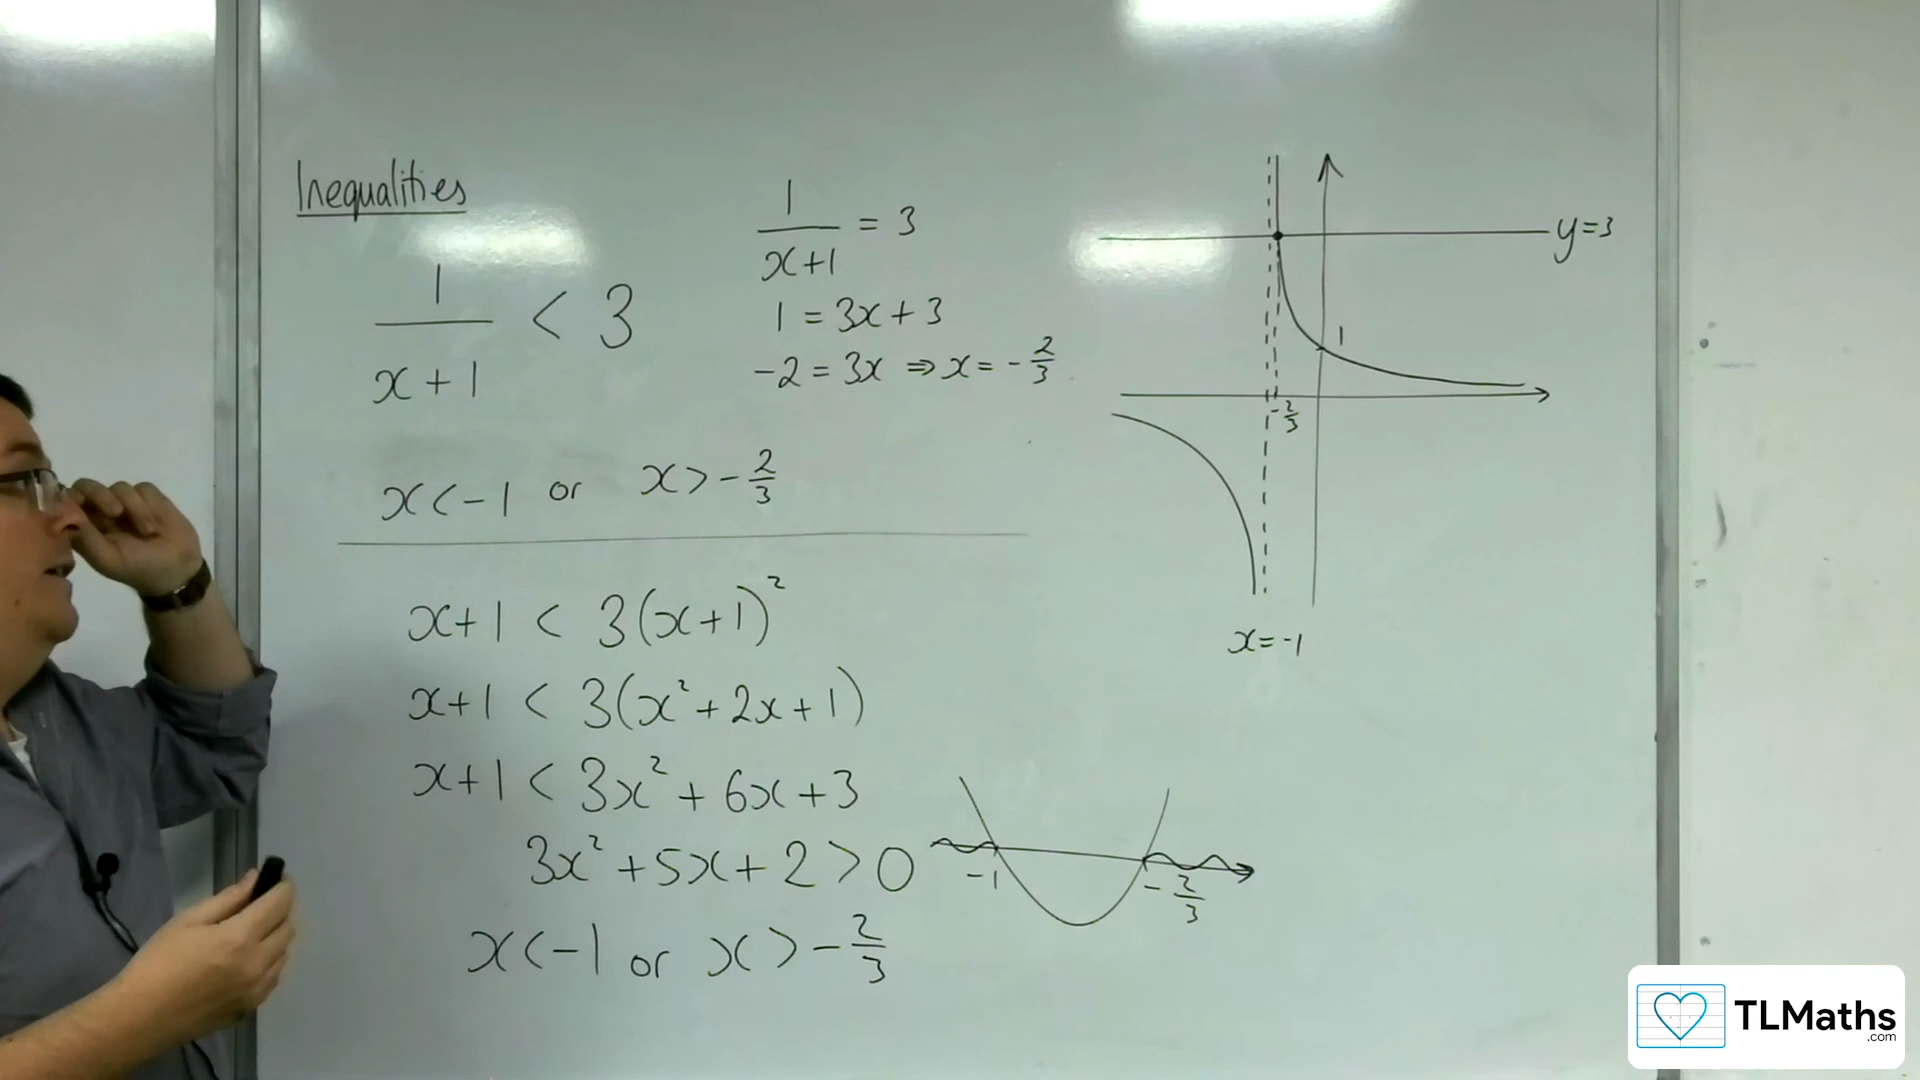 Inequalities
1/(x+1) < 3
x < -1 or x > -2/3
1/(x+1) = 3
1 = 3x + 3
-2 = 3x ⇒ x = -2/3
y=3
1
-2/3
x = -1
x+1 < 3(x+1)²
x+1 < 3(x² + 2x + 1)
x+1 < 3x² + 6x + 3
3x² + 5x + 2 > 0
-1
-2/3
x < -1 or x > -2/3
TLMaths
.com